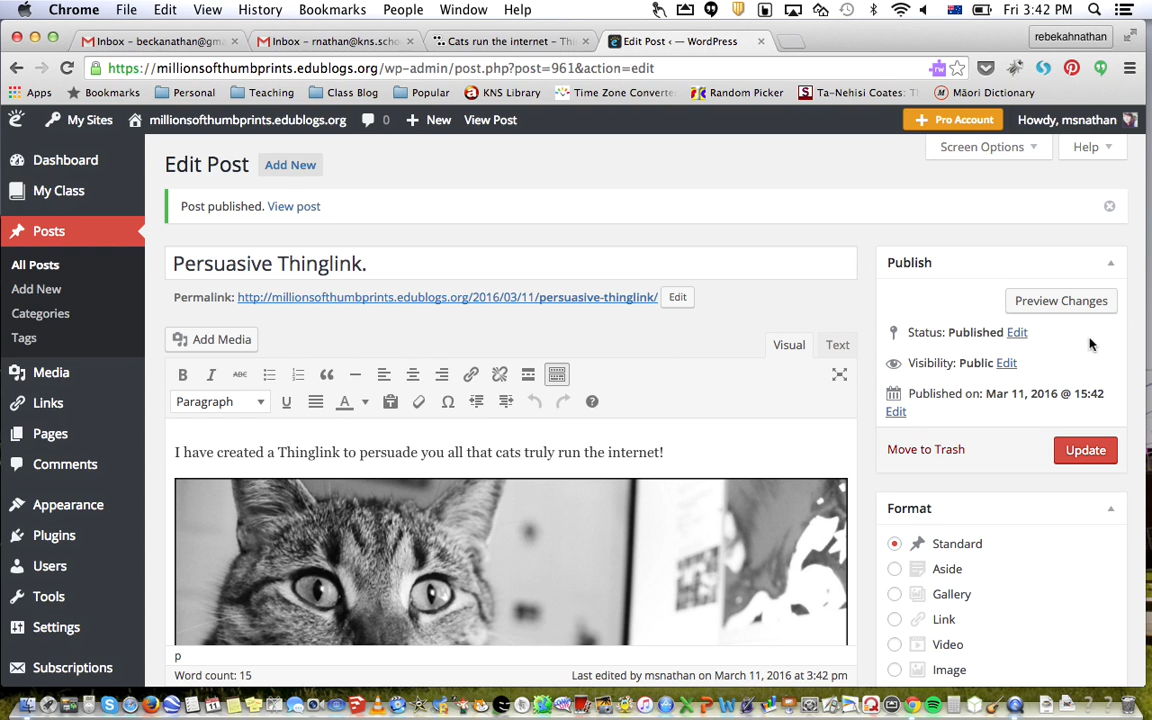 Chrome File Edit View History Bookmarks People Window Help Fri 3:42 PM
Inbox – beckanathan@gm Inbox – rnathan@kns.scho Cats run the internet – Thi Edit Post ‹ — WordPress rebekahnathan
https://millionsofthumbprints.edublogs.org/wp-admin/post.php?post=961&action=edit
Apps Bookmarks Personal Teaching Class Blog Popular KNS Library Time Zone Converte Random Picker Ta-Nehisi Coates: T Māori Dictionary
My Sites millionsofthumbprints.edublogs.org 0 + New View Post + Pro Account Howdy, msnathan
Dashboard
My Class
Posts
All Posts
Add New
Categories
Tags
Media
Links
Pages
Comments
Appearance
Plugins
Users
Tools
Settings
Subscriptions
Screen Options Help
Edit Post Add New
Post published. View post
Persuasive Thinglink.
Permalink: http://millionsofthumbprints.edublogs.org/2016/03/11/persuasive-thinglink/ Edit
Add Media Visual Text
B I ABC
Paragraph U A
I have created a Thinglink to persuade you all that cats truly run the internet!
p
Word count: 15 Last edited by msnathan on March 11, 2016 at 3:42 pm
Publish
Preview Changes
Status: Published Edit
Visibility: Public Edit
Published on: Mar 11, 2016 @ 15:42
Edit
Move to Trash Update
Format
Standard
Aside
Gallery
Link
Video
Image